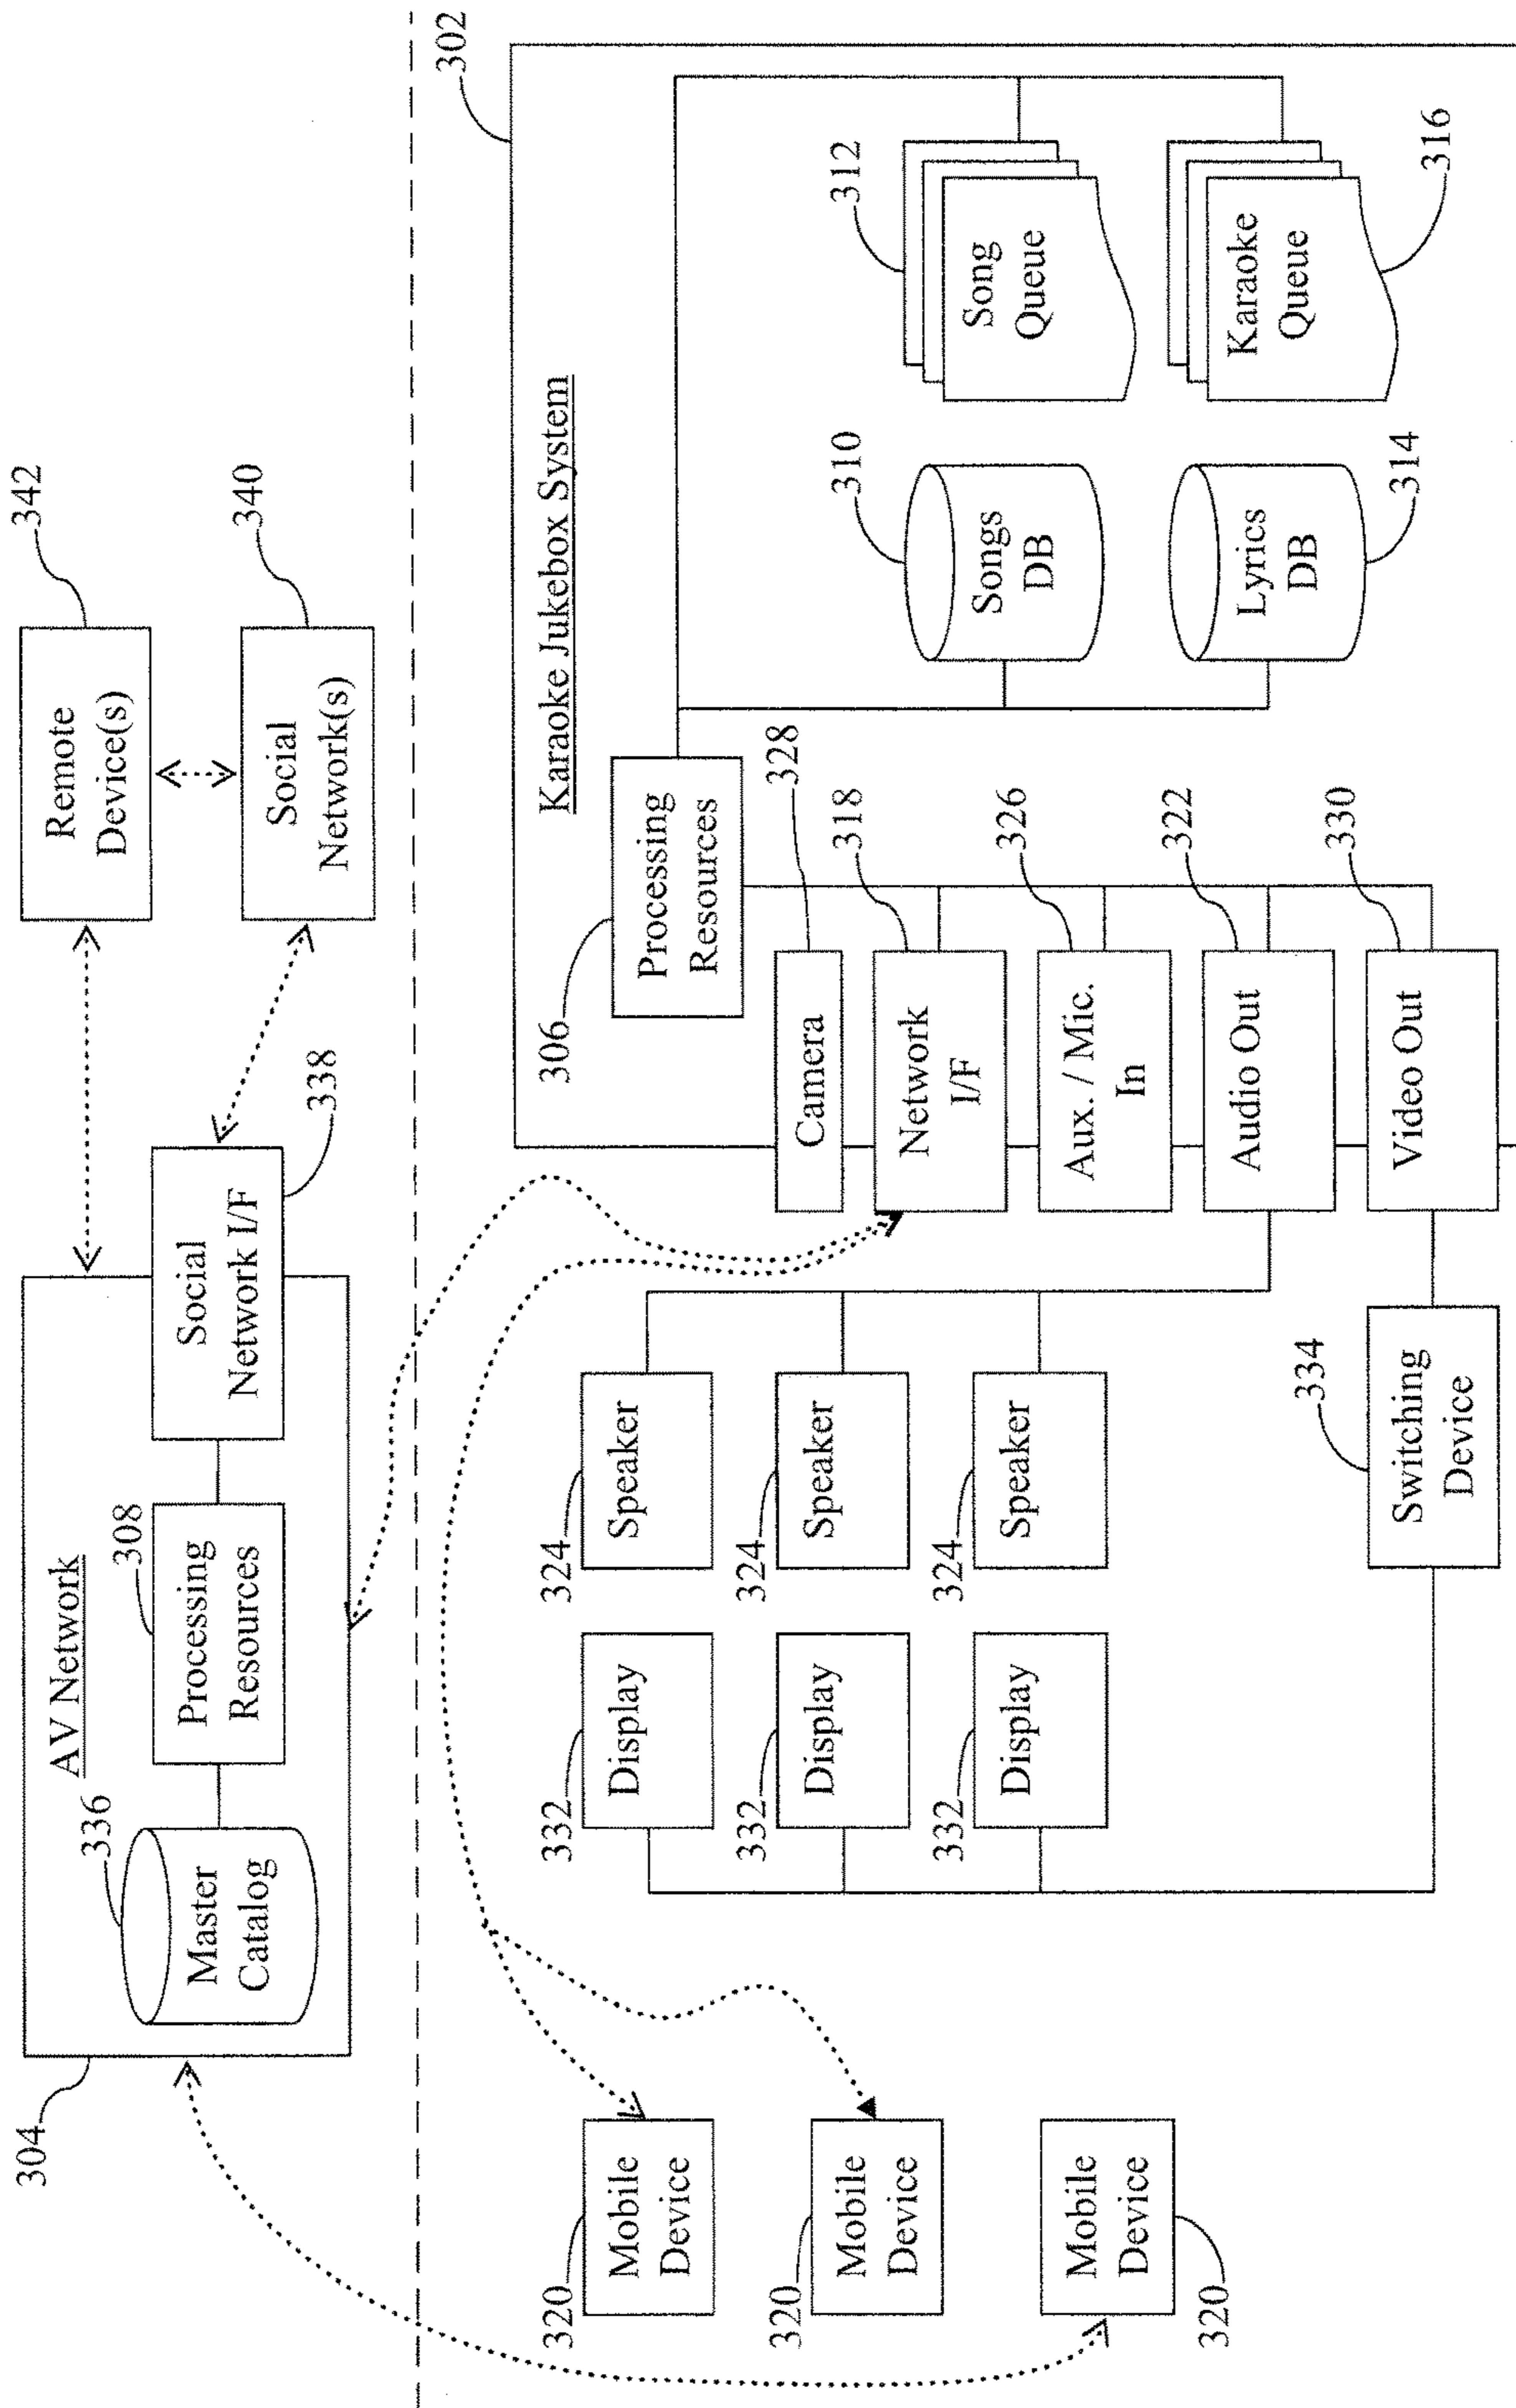 304
AV Network
336
Master
Catalog
308
Processing
Resources
Social
Network I/F
338
Remote
Device(s)
342
Social
Network(s)
340
320
Mobile
Device
320
Mobile
Device
Mobile
Device
320
332
Display
332
Display
332
Display
324
Speaker
324
Speaker
324
Speaker
334
Switching
Device
302
Karaoke Jukebox System
306
Processing
Resources
Camera
328
Network
I/F
318
Aux. / Mic.
In
326
Audio Out
322
Video Out
330
310
Songs
DB
312
Song
Queue
Lyrics
DB
314
Karaoke
Queue
316